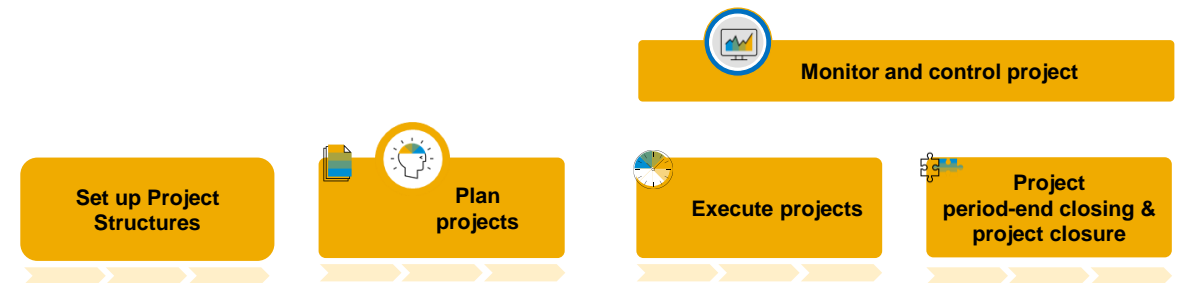 Monitor and control project
Set up Project
Structures
Plan
projects
Execute projects
Project
period-end closing &
project closure